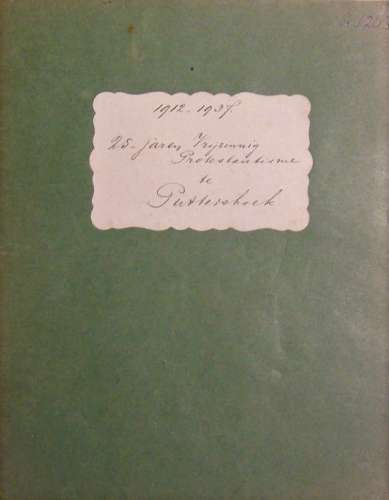 1912-1937.
25-jaren Vrijzinnig
Protestantisme
te
Puttershoek